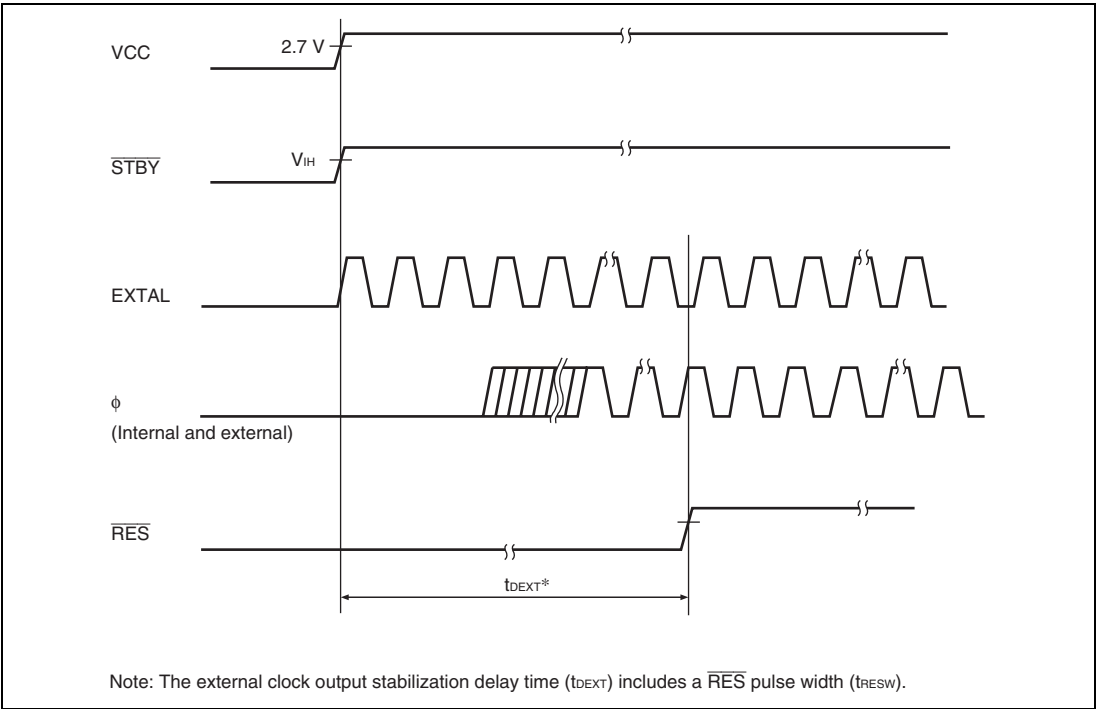 VCC
2.7 V
STBY
VIH
EXTAL
ϕ
(Internal and external)
RES
tDEXT*
Note: The external clock output stabilization delay time (tDEXT) includes a RES pulse width (tRESW).